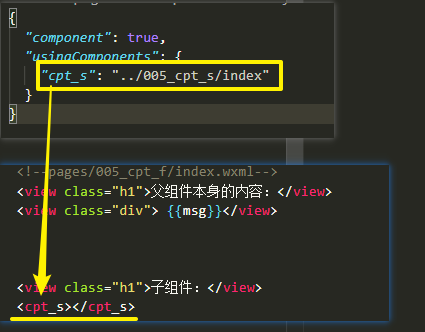 {
"component": true,
"usingComponents": {
"cpt_s": "../005_cpt_s/index"
}
}
<!--pages/005_cpt_f/index.wxml-->
<view class="h1">父组件本身的内容：</view>
<view class="div"> {{msg}}</view>
<view class="h1">子组件：</view>
<cpt_s></cpt_s>